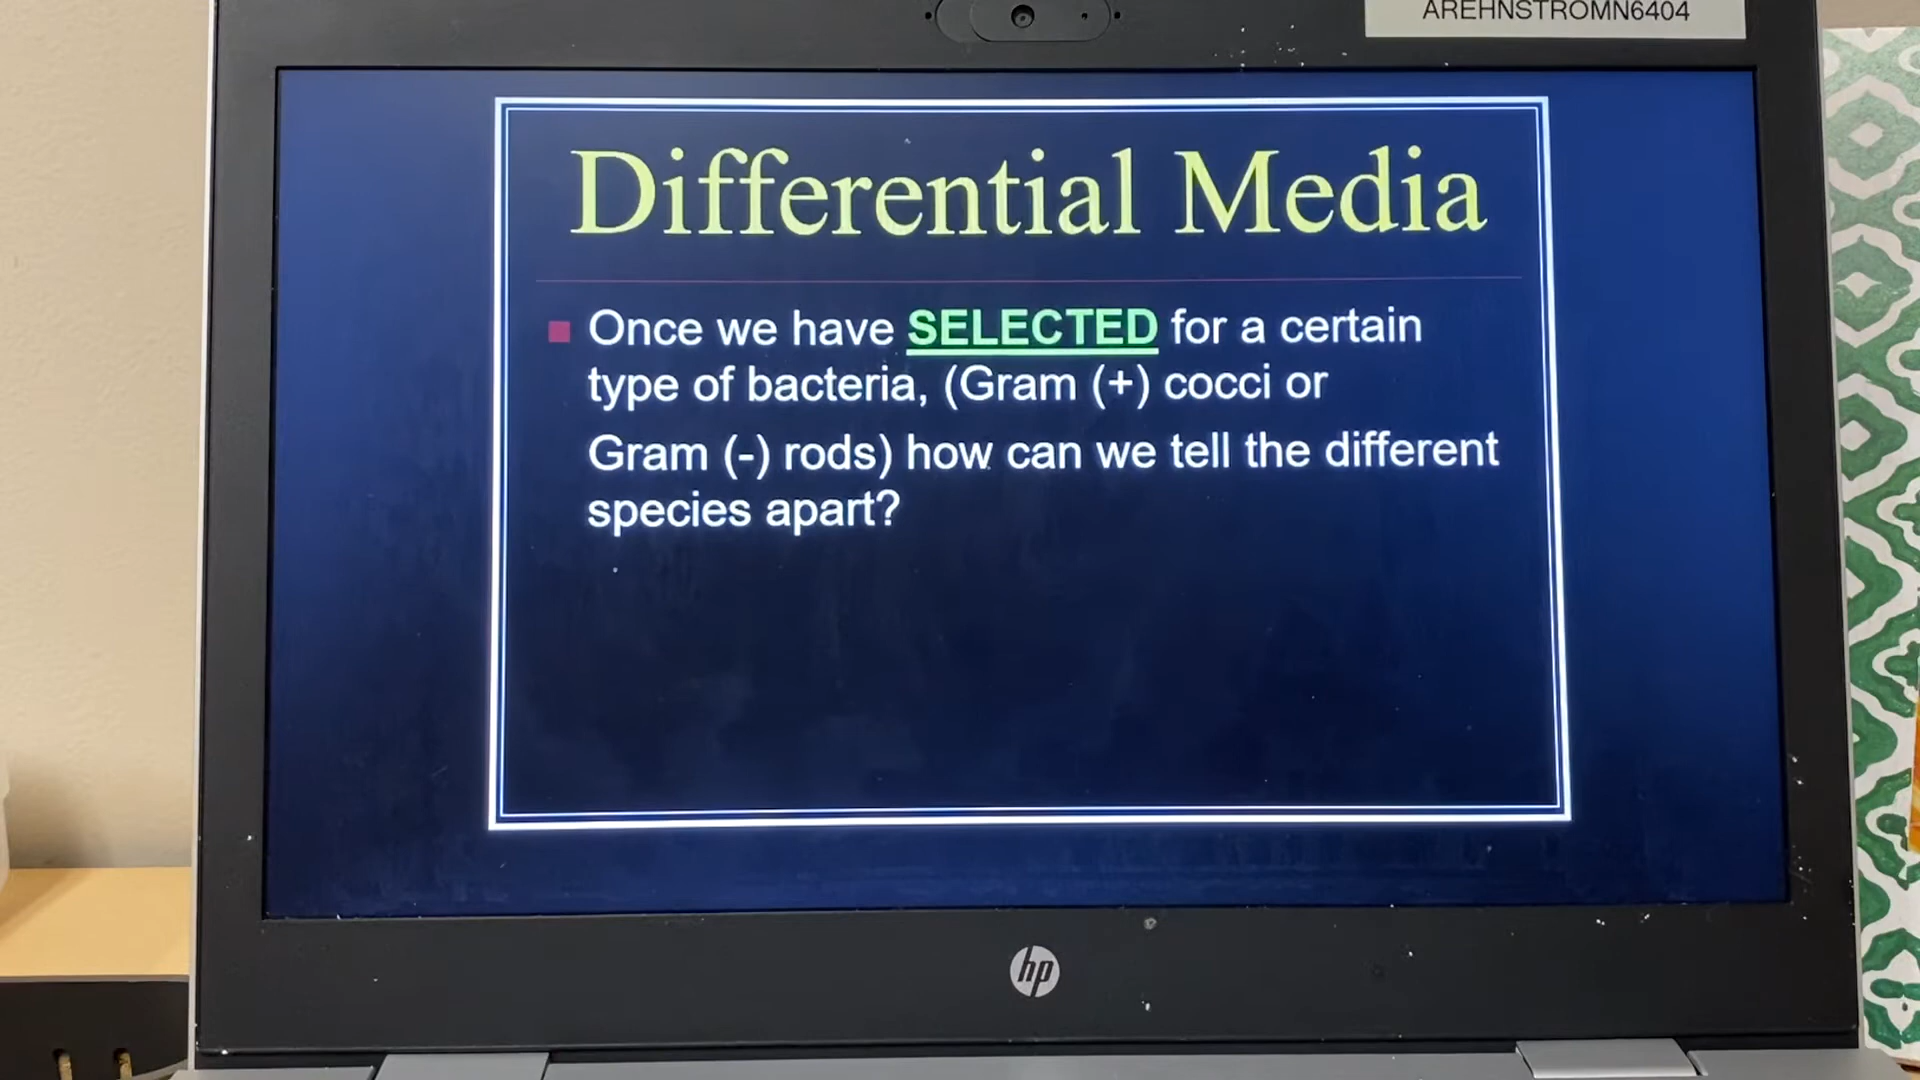 AREHNSTROMN6404
Differential Media
Once we have SELECTED for a certain
type of bacteria, (Gram (+) cocci or
Gram (-) rods) how can we tell the different
species apart?
hp